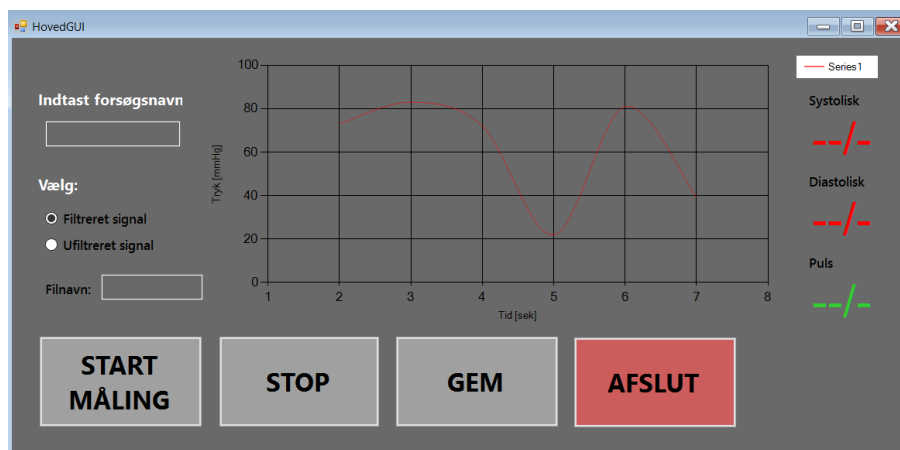 HovedGUI
Indtast forsøgsnavn
Vælg:
Filtreret signal
Ufiltreret signal
Filnavn:
Tryk [mmHg]
100
80
60
40
20
0
1 2 3 4 5 6 7 8
Tid [sek]
Series1
Systolisk
--/-
Diastolisk
--/-
Puls
--/-
START
MÅLING
STOP
GEM
AFSLUT